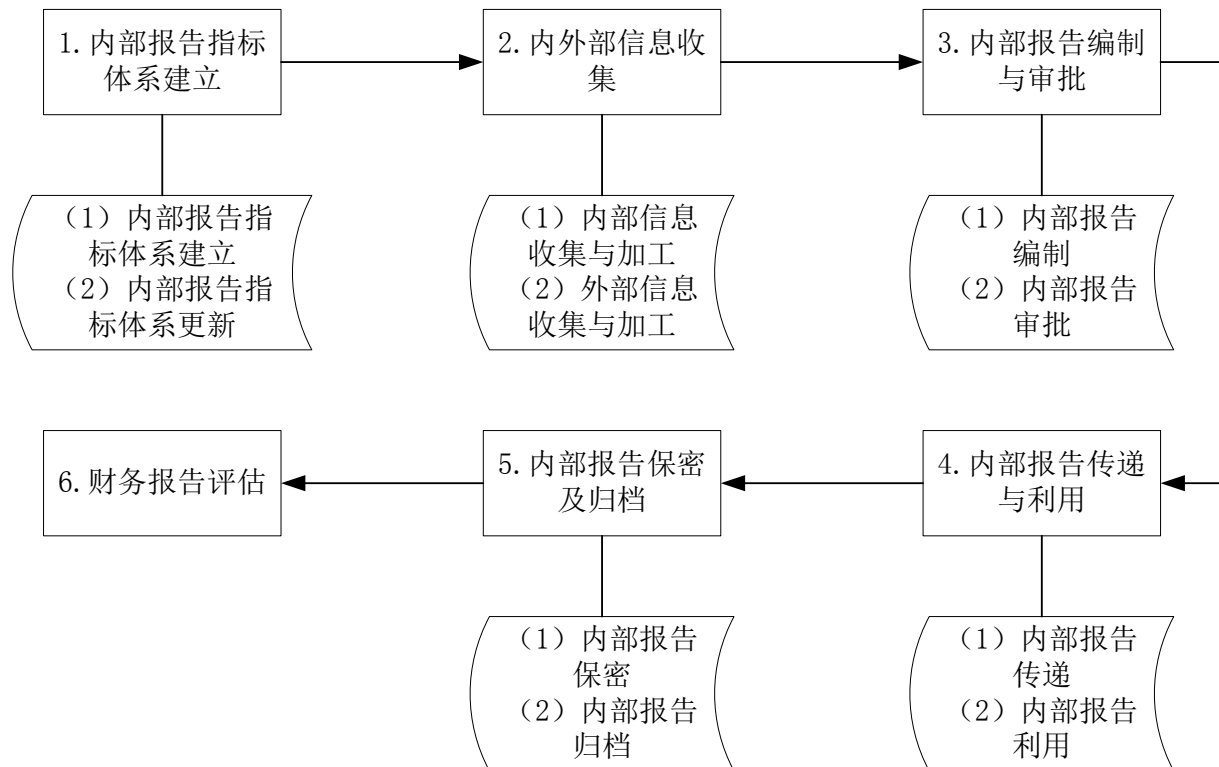 1.内部报告指标
体系建立
2.内外部信息收
集
3.内部报告编制
与审批
（1）内部报告指
标体系建立
（2）内部报告指
标体系更新
（1）内部信息
收集与加工
（2）外部信息
收集与加工
（1）内部报告
编制
（2）内部报告
审批
6.财务报告评估
5.内部报告保密
及归档
4.内部报告传递
与利用
（1）内部报告
保密
（2）内部报告
归档
（1）内部报告
传递
（2）内部报告
利用